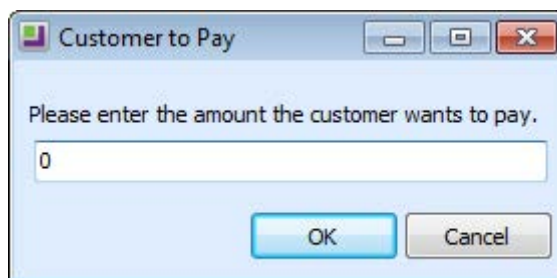 Customer to Pay
Please enter the amount the customer wants to pay.
0
OK Cancel